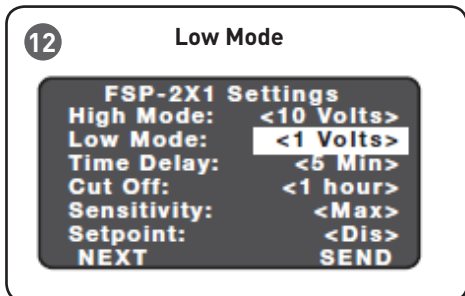 12 Low Mode
FSP-2X1 Settings
High Mode: <10 Volts>
Low Mode: <1 Volts>
Time Delay: <5 Min>
Cut Off: <1 hour>
Sensitivity: <Max>
Setpoint: <Dis>
NEXT SEND